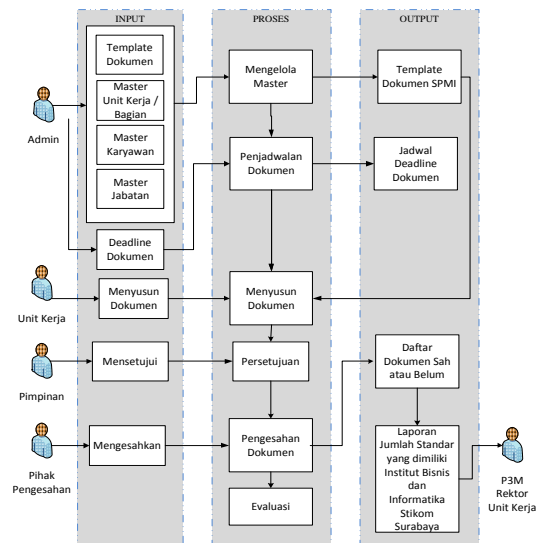 INPUT
PROSES
OUTPUT
Template
Dokumen
Master
Unit Kerja /
Bagian
Master
Karyawan
Master
Jabatan
Admin
Mengelola
Master
Template
Dokumen SPMI
Penjadwalan
Dokumen
Jadwal
Deadline
Dokumen
Deadline
Dokumen
Unit Kerja
Menyusun
Dokumen
Menyusun
Dokumen
Pimpinan
Mensetujui
Persetujuan
Daftar
Dokumen Sah
atau Belum
Pihak
Pengesahan
Mengesahkan
Pengesahan
Dokumen
Laporan
Jumlah Standar
yang dimiliki
Institut Bisnis
dan
Informatika
Stikom
Surabaya
P3M
Rektor
Unit Kerja
Evaluasi